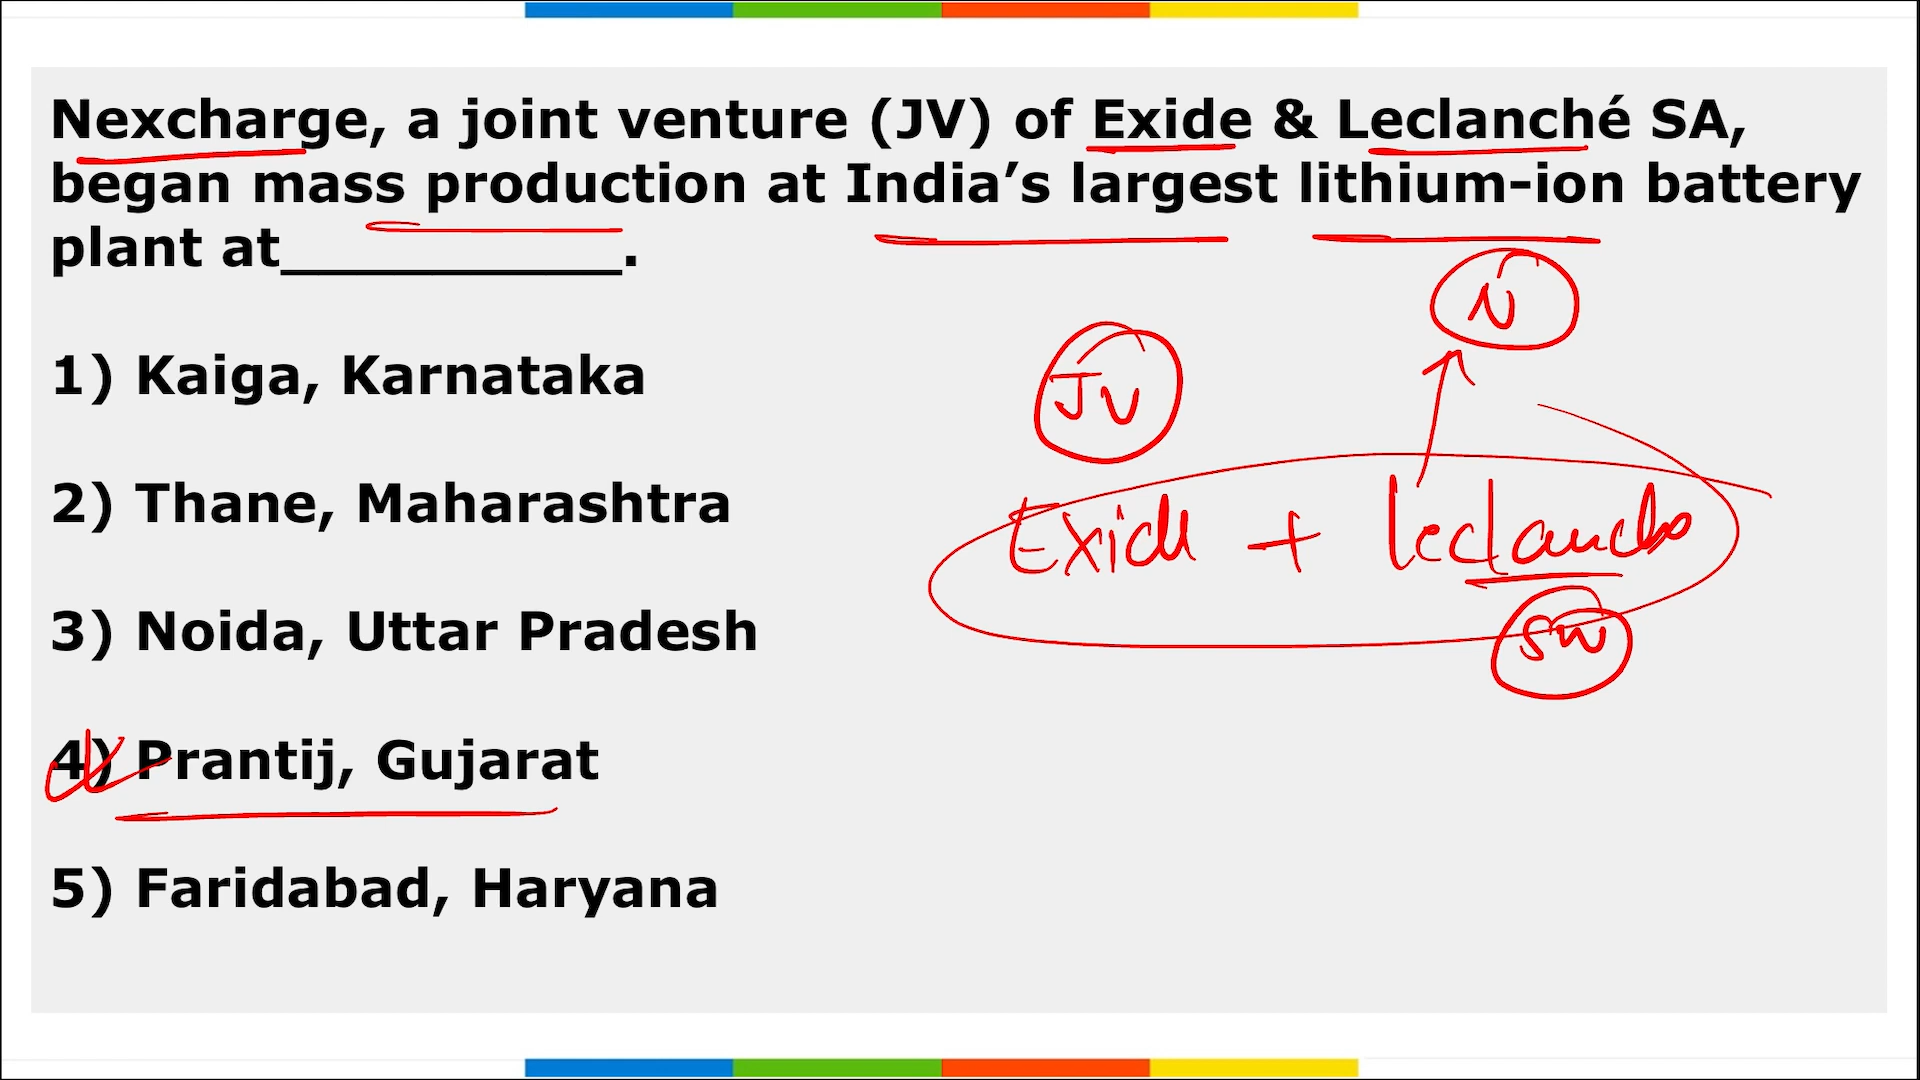 Nexcharge, a joint venture (JV) of Exide & Leclanché SA,
began mass production at India’s largest lithium-ion battery
plant at__________.
N
1) Kaiga, Karnataka
JV
2) Thane, Maharashtra
Exide + leclanche
3) Noida, Uttar Pradesh
SW
4) Prantij, Gujarat
5) Faridabad, Haryana